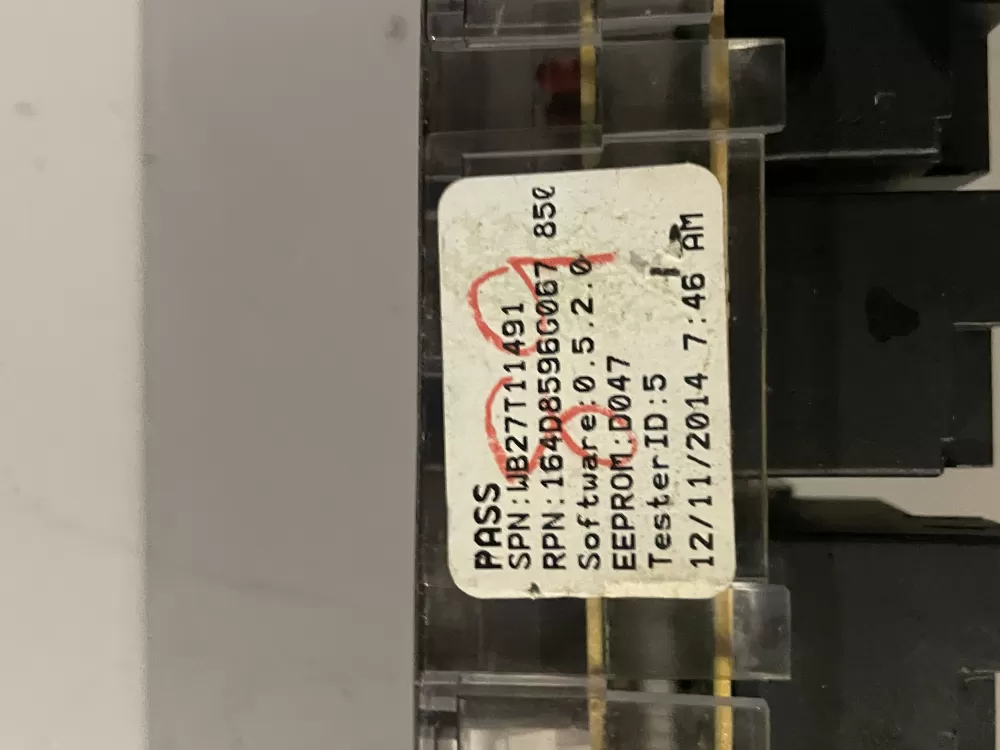 PASS
SPN:WB27T11491
RPN:164D8596G067 850
Software:0.5.2.0
EEPROM:D047
TesterID:5
12/11/2014 7:46 AM
89